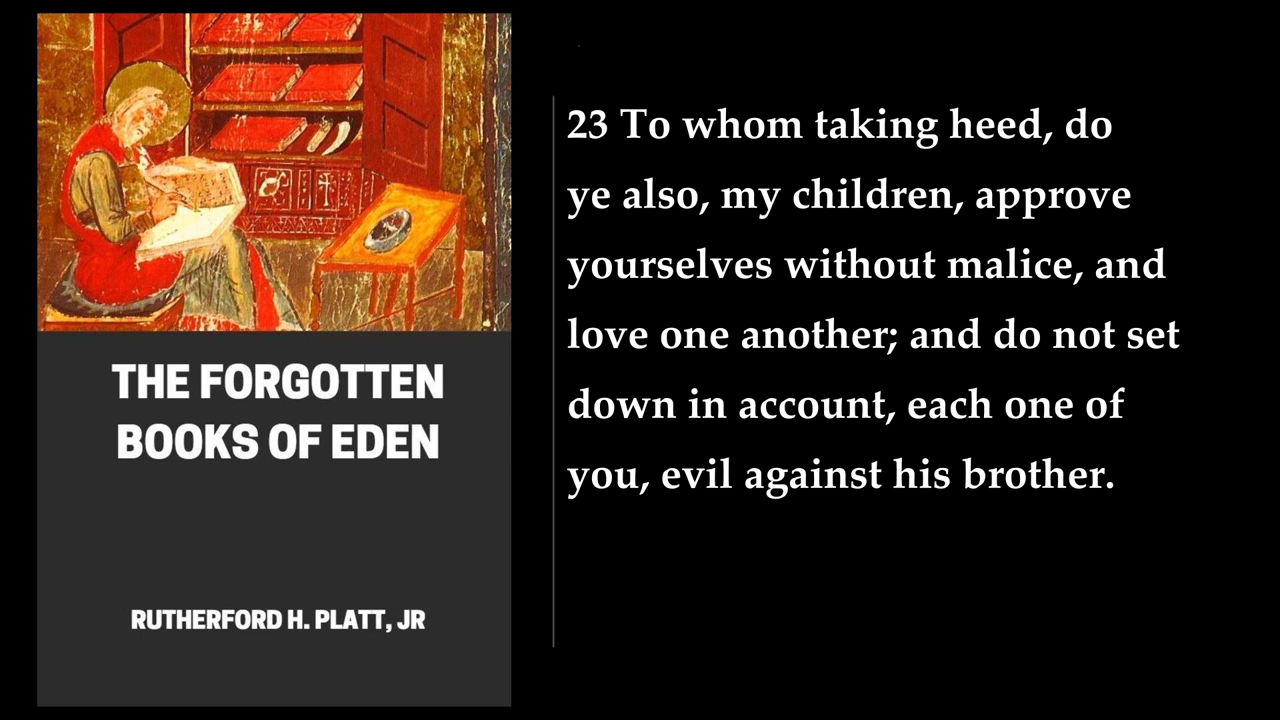 THE FORGOTTEN
BOOKS OF EDEN
RUTHERFORD H. PLATT, JR
23 To whom taking heed, do
ye also, my children, approve
yourselves without malice, and
love one another; and do not set
down in account, each one of
you, evil against his brother.